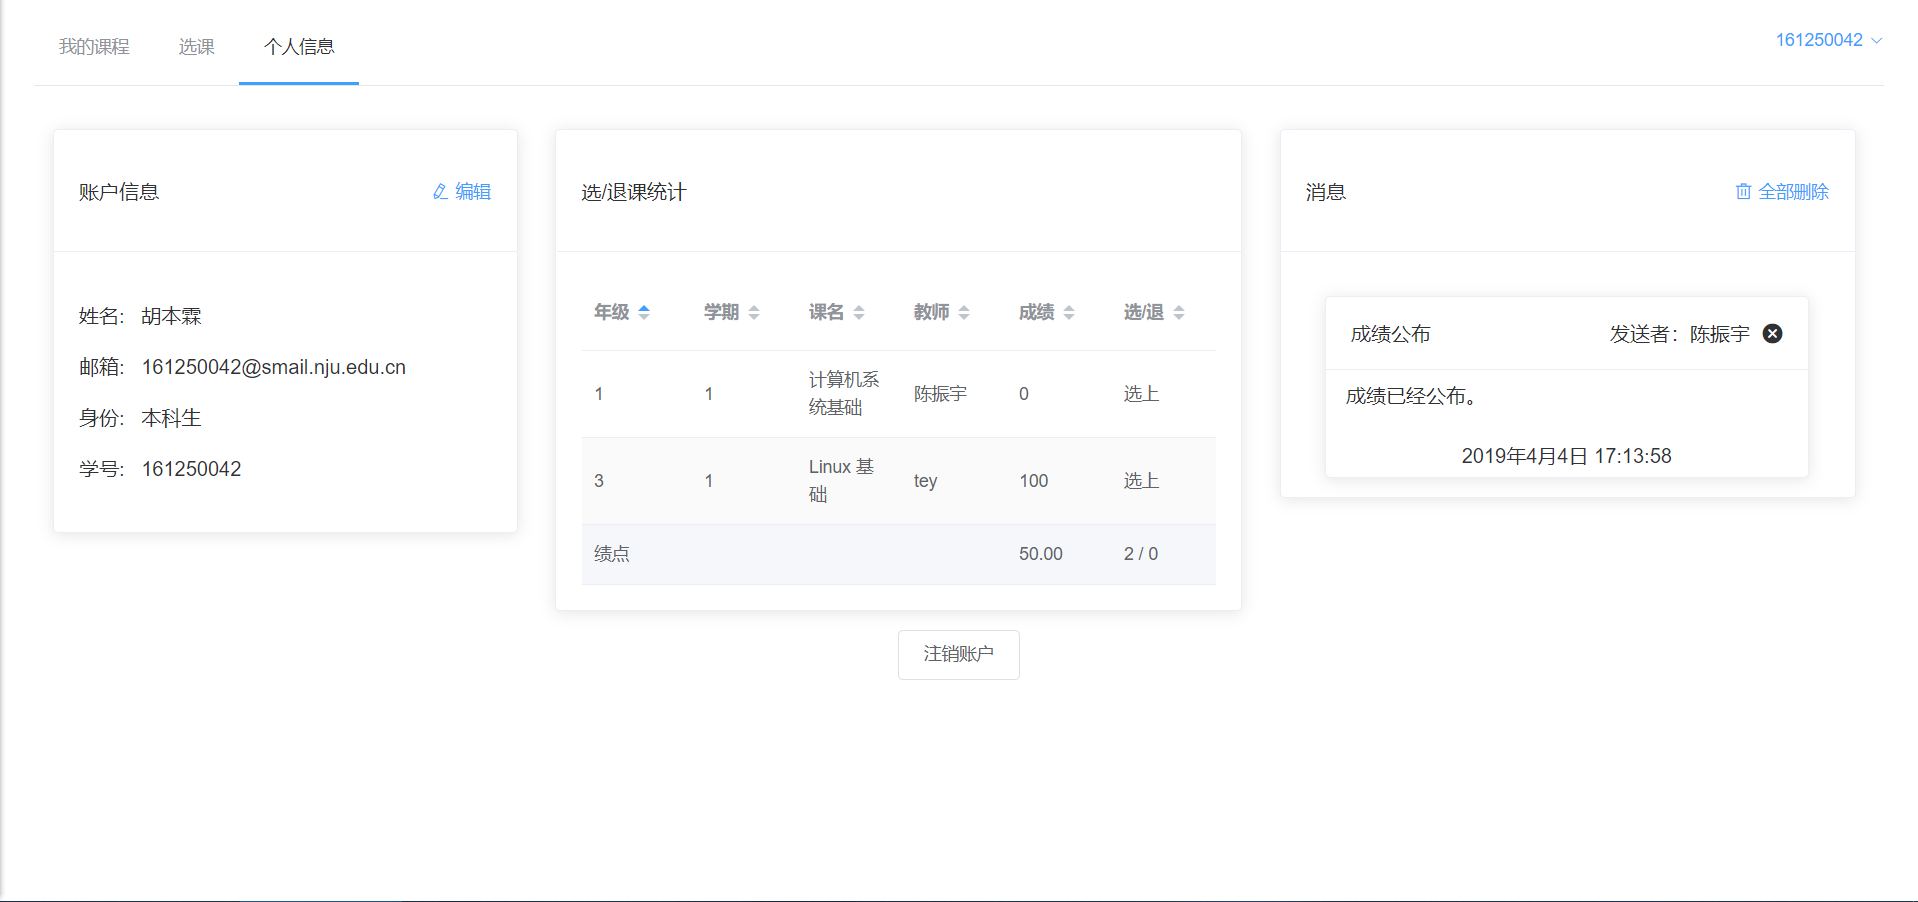 我的课程 选课 个人信息 161250042
账户信息 编辑
姓名: 胡本霖
邮箱: 161250042@smail.nju.edu.cn
身份: 本科生
学号: 161250042
选/退课统计
年级 学期 课名 教师 成绩 选/退
1 1 计算机系 陈振宇 0 选上
统基础
3 1 Linux 基 tey 100 选上
础
绩点 50.00 2 / 0
消息 全部删除
成绩公布 发送者：陈振宇
成绩已经公布。
2019年4月4日 17:13:58
注销账户